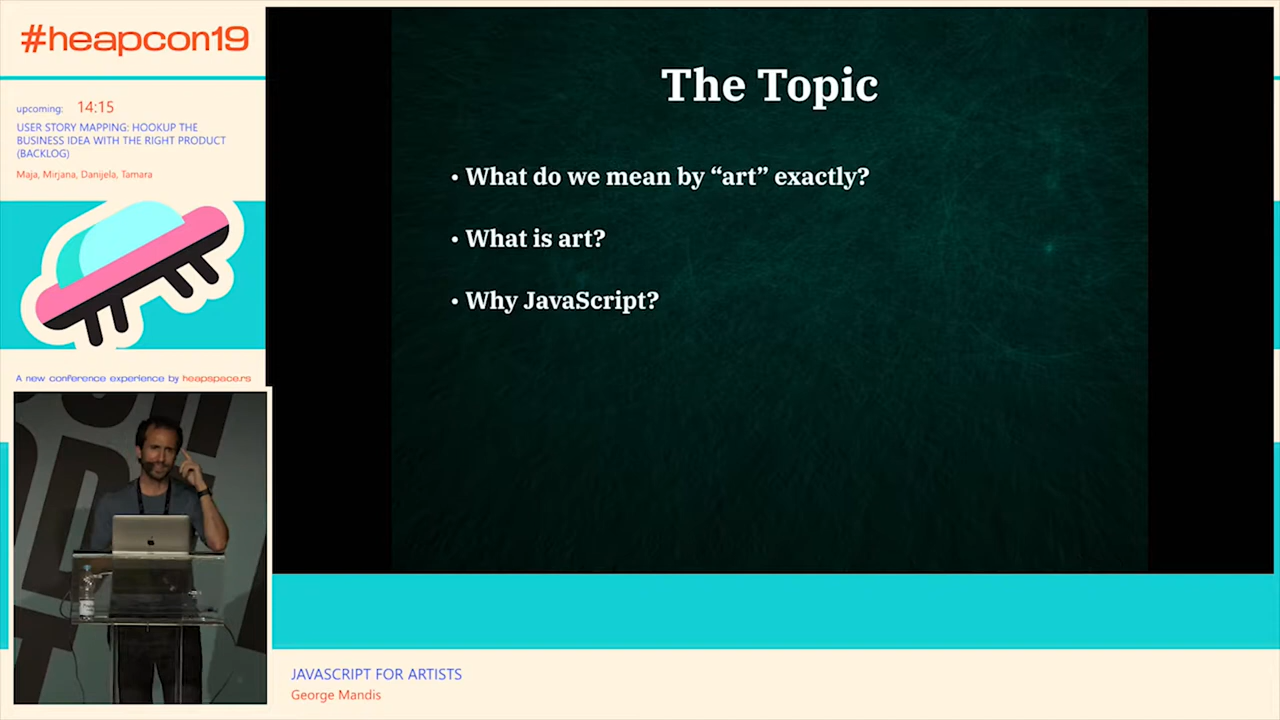 #heapcon19
upcoming: 14:15
USER STORY MAPPING: HOOKUP THE
BUSINESS IDEA WITH THE RIGHT PRODUCT
(BACKLOG)
Maja, Mirjana, Danijela, Tamara
A new conference experience by heapspace.rs
The Topic
• What do we mean by “art” exactly?
• What is art?
• Why JavaScript?
JAVASCRIPT FOR ARTISTS
George Mandis